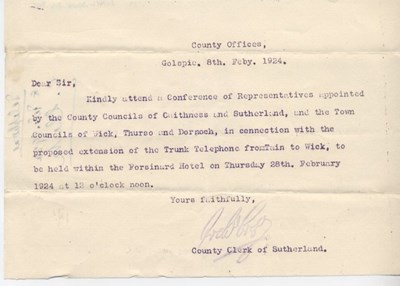 County Offices,
Golspie. 8th. Feby. 1924.
Dear Sir,
Kindly attend a Conference of Representatives appointed
by the County Councils of Caithness and Sutherland, and the Town
Councils of Wick, Thurso and Dornoch, in connection with the
proposed extension of the Trunk Telephone fromTain to Wick, to
be held within the Forsinard Hotel on Thursday 28th. February
1924 at 12 o'clock noon.
Yours faithfully,
County Clerk of Sutherland.